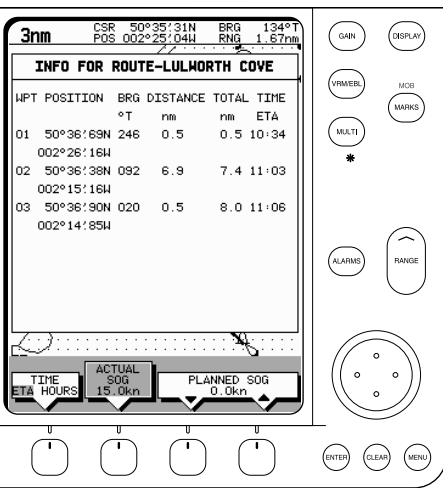 3nm
CSR 50°35'.31N BRG 134°T
POS 002°25'.04W RNG 1.67nm
INFO FOR ROUTE-LULWORTH COVE
WPT POSITION BRG DISTANCE TOTAL TIME
°T nm nm ETA
01 50°36'.69N 246 0.5 0.5 10:34
002°26'.16W
02 50°36'.38N 092 6.9 7.4 11:03
002°15'.16W
03 50°36'.90N 020 0.5 8.0 11:06
002°14'.85W
TIME
ETA HOURS
ACTUAL
SOG
15.0kn
PLANNED SOG
0.0kn
GAIN
DISPLAY
VRM/EBL
MOB
MARKS
MULTI
ALARMS
RANGE
ENTER
CLEAR
MENU